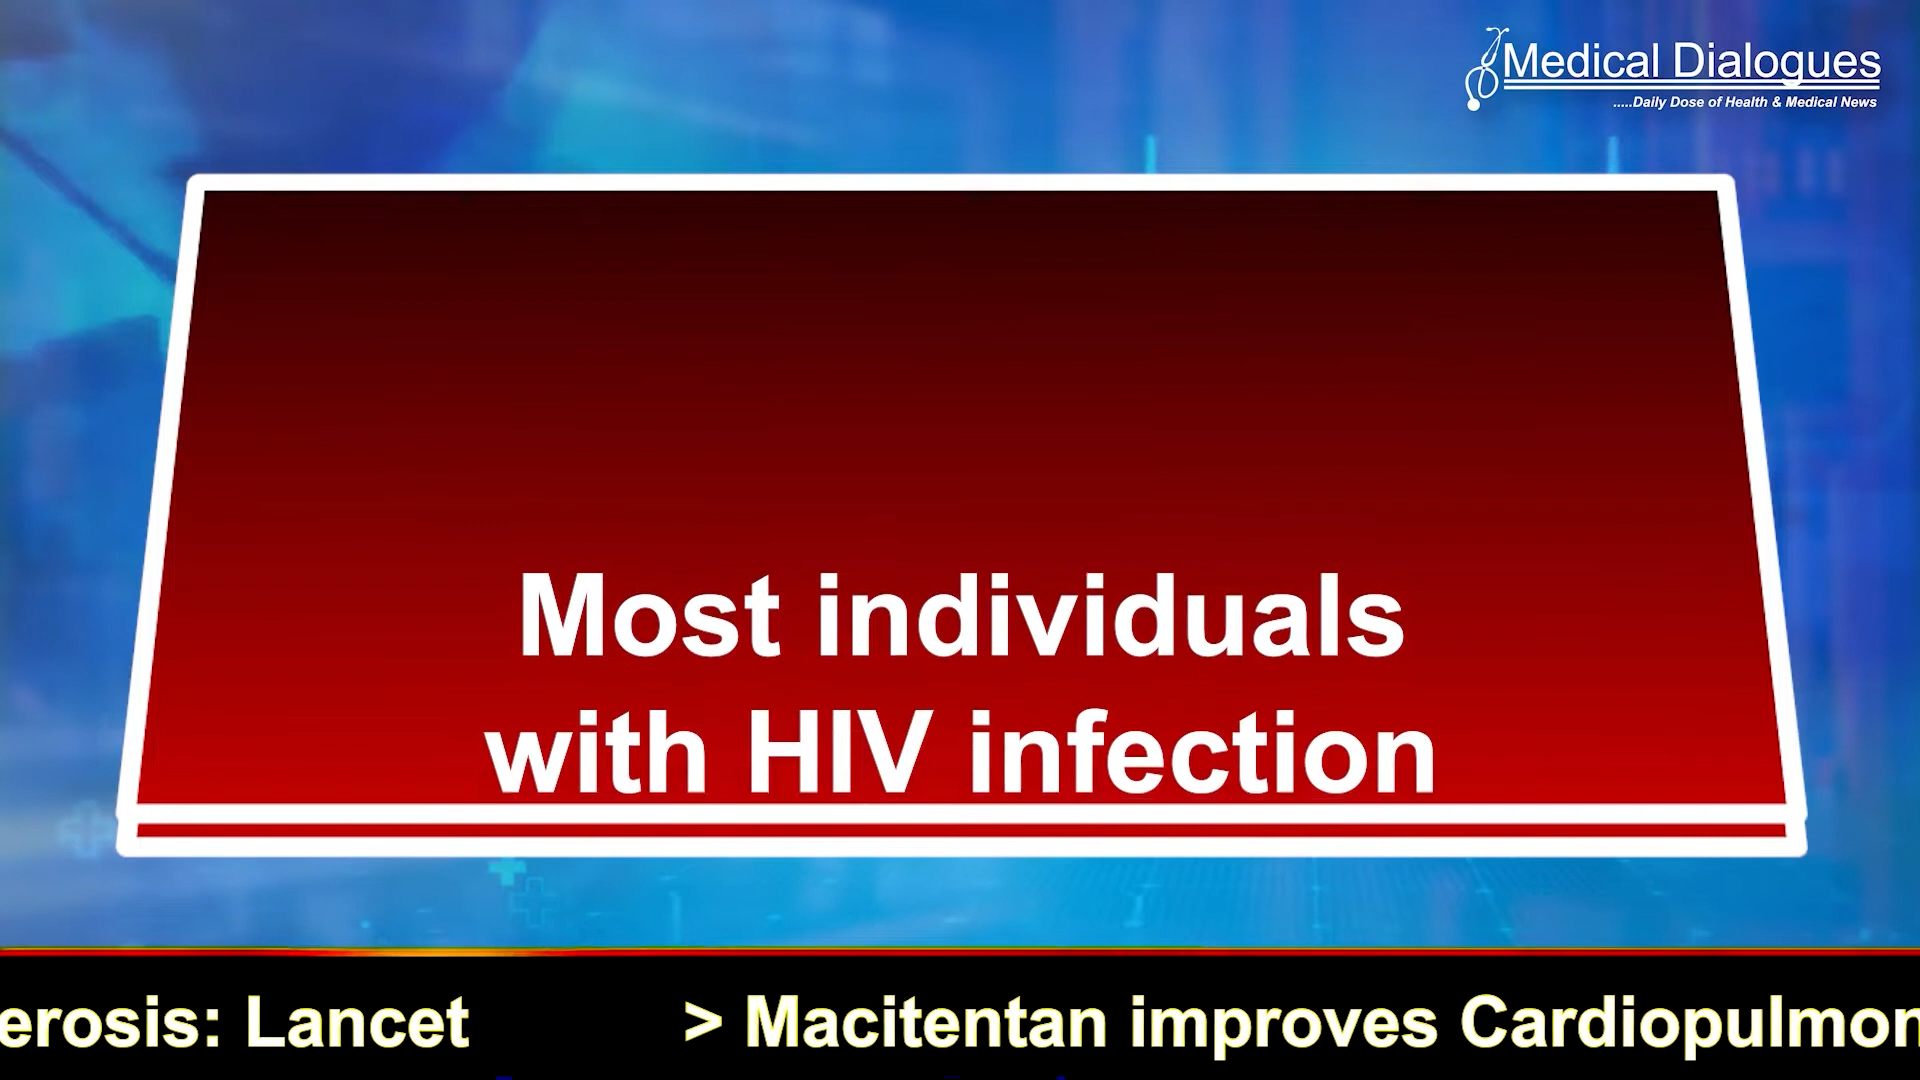 Medical Dialogues
.....Daily Dose of Health & Medical News
Most individuals
with HIV infection
erosis: Lancet > Macitentan improves Cardiopulmon